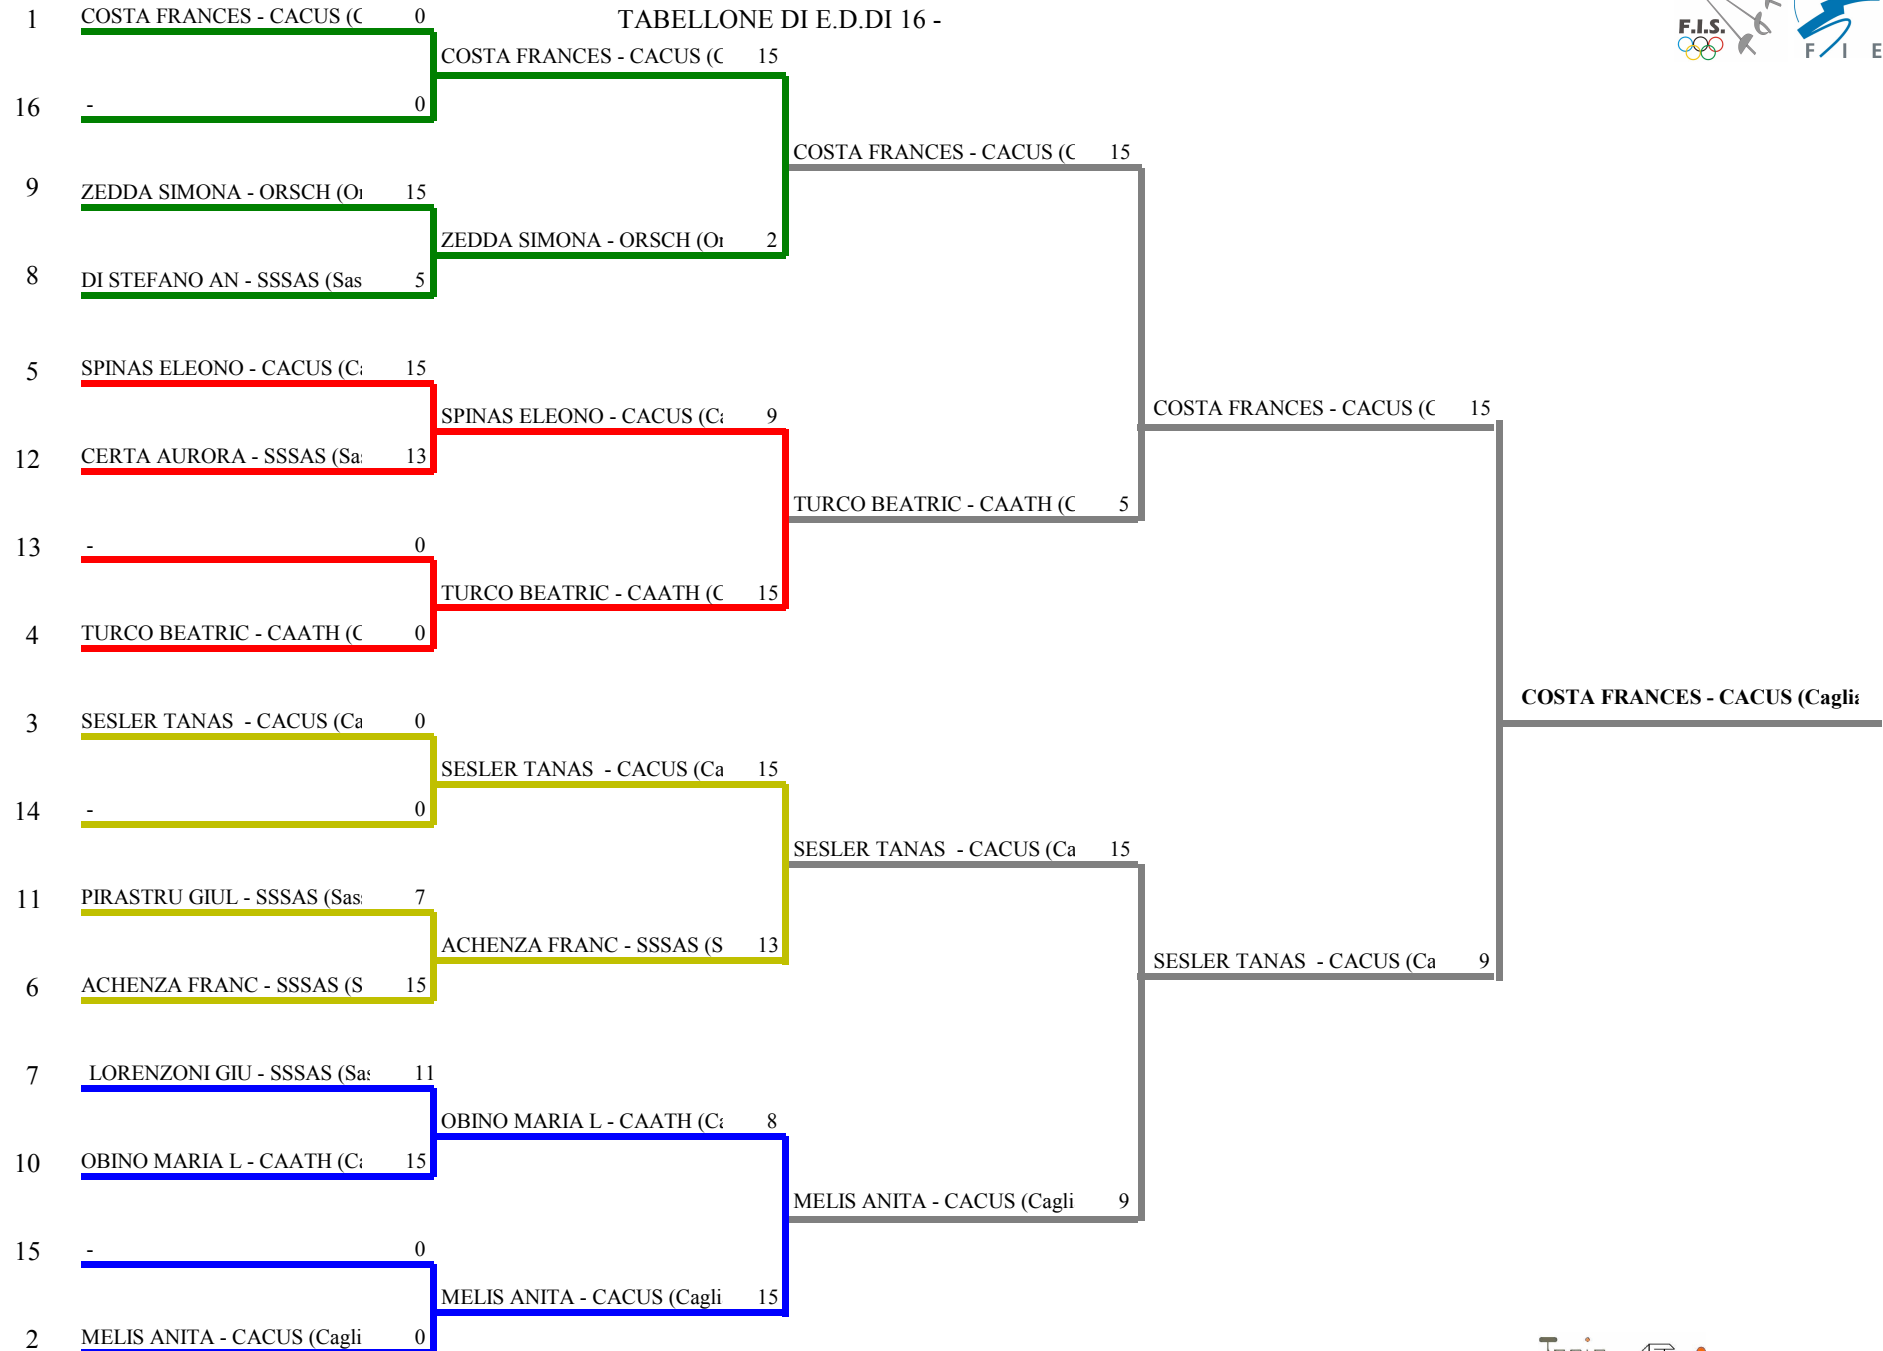 TABELLONE DI E.D.DI 16 -
F.I.S.
F I E
1 COSTA FRANCES - CACUS (C 0
COSTA FRANCES - CACUS (C 15
16 - 0
COSTA FRANCES - CACUS (C 15
9 ZEDDA SIMONA - ORSCH (Or 15
ZEDDA SIMONA - ORSCH (Or 2
8 DI STEFANO AN - SSSAS (Sas 5
5 SPINAS ELEONO - CACUS (Ca 15
SPINAS ELEONO - CACUS (Ca 9
COSTA FRANCES - CACUS (C 15
12 CERTA AURORA - SSSAS (Sas 13
TURCO BEATRIC - CAATH (C 5
13 - 0
TURCO BEATRIC - CAATH (C 15
4 TURCO BEATRIC - CAATH (C 0
COSTA FRANCES - CACUS (Caglia
3 SESLER TANAS - CACUS (Ca 0
SESLER TANAS - CACUS (Ca 15
14 - 0
SESLER TANAS - CACUS (Ca 15
11 PIRASTRU GIUL - SSSAS (Sas 7
ACHENZA FRANC - SSSAS (S 13
SESLER TANAS - CACUS (Ca 9
6 ACHENZA FRANC - SSSAS (S 15
7 LORENZONI GIU - SSSAS (Sas 11
OBINO MARIA L - CAATH (Ca 8
10 OBINO MARIA L - CAATH (Ca 15
MELIS ANITA - CACUS (Cagli 9
15 - 0
MELIS ANITA - CACUS (Cagli 15
2 MELIS ANITA - CACUS (Cagli 0